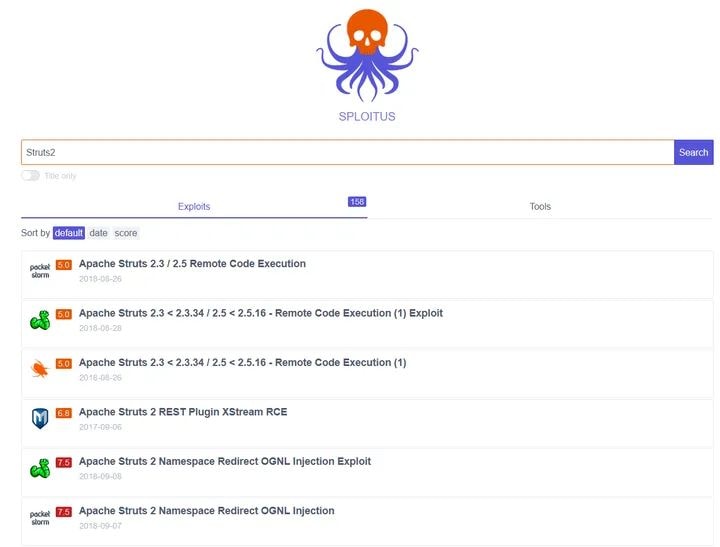 SPLOITUS
Struts2
Search
Title only
Exploits
158
Tools
Sort by default date score
packet
storm
5.0
Apache Struts 2.3 / 2.5 Remote Code Execution
2018-08-26
5.0
Apache Struts 2.3 < 2.3.34 / 2.5 < 2.5.16 - Remote Code Execution (1) Exploit
2018-08-28
5.0
Apache Struts 2.3 < 2.3.34 / 2.5 < 2.5.16 - Remote Code Execution (1)
2018-08-26
6.8
Apache Struts 2 REST Plugin XStream RCE
2017-09-06
7.5
Apache Struts 2 Namespace Redirect OGNL Injection Exploit
2018-09-08
packet
storm
7.5
Apache Struts 2 Namespace Redirect OGNL Injection
2018-09-07